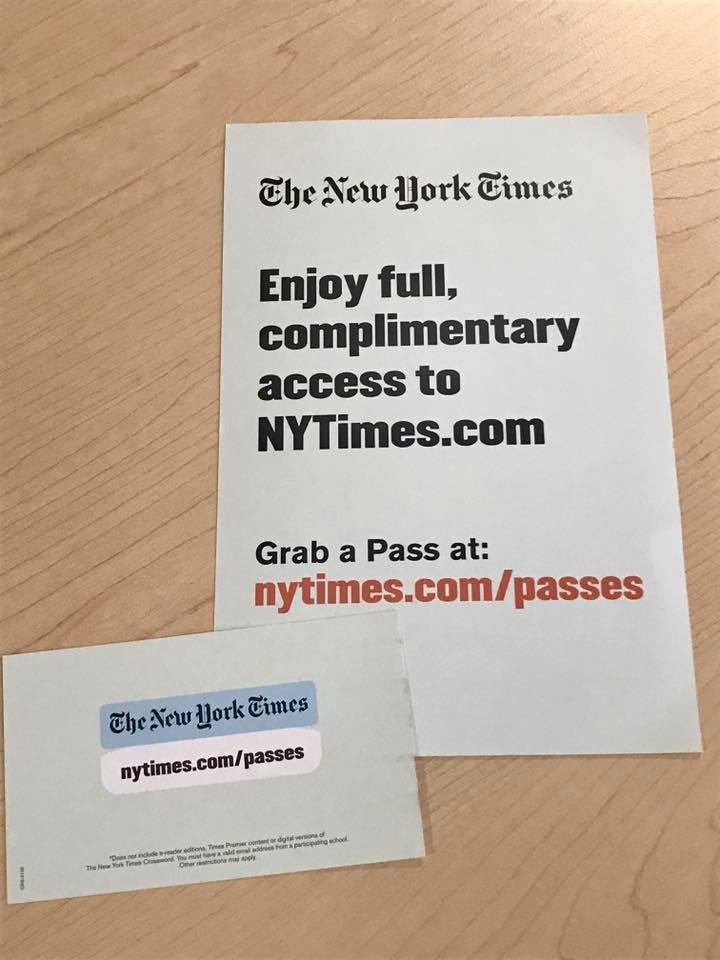 The New York Times
Enjoy full,
complimentary
access to
NYTimes.com
Grab a Pass at:
nytimes.com/passes
The New York Times
nytimes.com/passes
*Does not include e-reader editions, Times Premier content or digital versions of
The New York Times Crossword. You must have a valid email address from a participating school.
Other restrictions may apply.